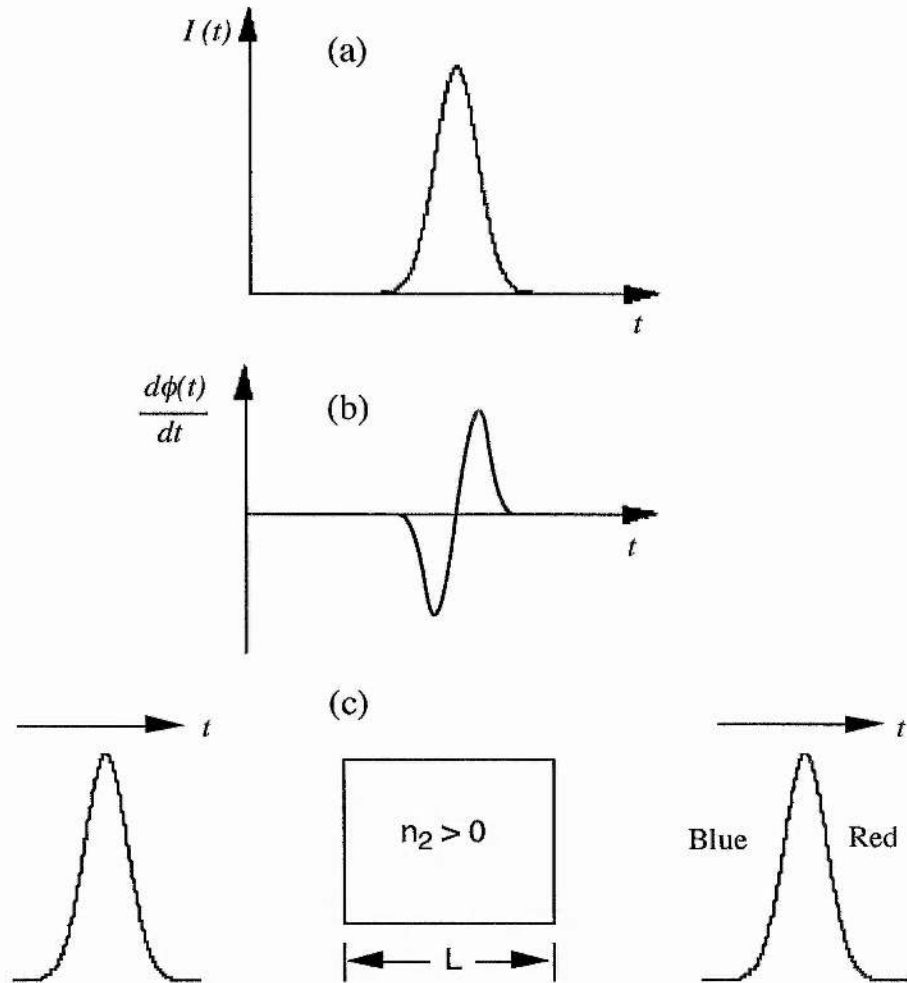 I (t)
(a)
t
dϕ(t)
dt
(b)
t
(c)
t
t
n₂ > 0
Blue
Red
L